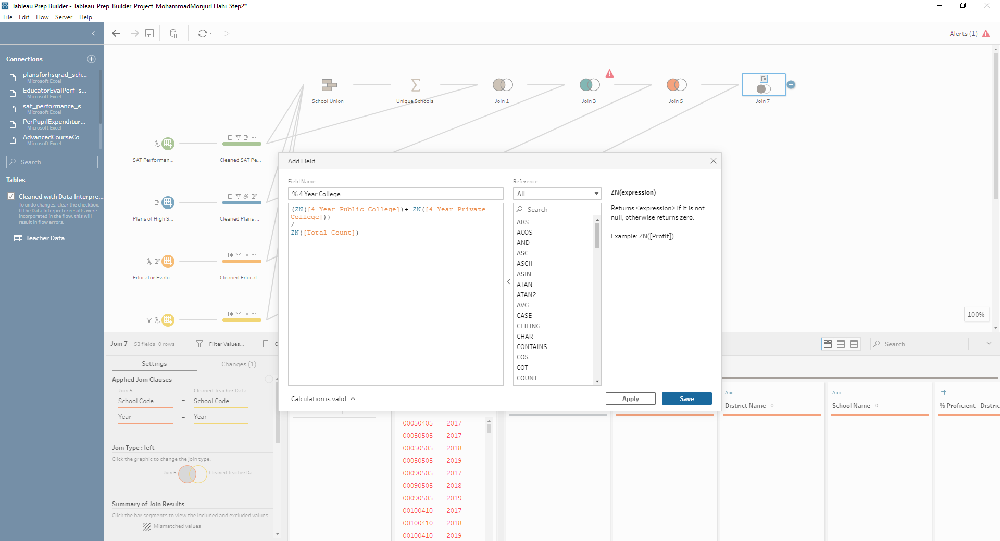 Tableau Prep Builder - Tableau_Prep_Builder_Project_MohammadMonjurEElahi_Step2*
File Edit Flow Server Help
Alerts (1)
Connections
plansforhsgrad_sch...
Microsoft Excel
EducatorEvalPerf_s...
Microsoft Excel
sat_performance_s...
Microsoft Excel
PerPupilExpenditur...
Microsoft Excel
AdvancedCourseCo...
Microsoft Excel
Search
Tables
Cleaned with Data Interpre...
To undo changes, clear the checkbox.
If the Data Interpreter results were
incorporated in the flow, this will
result in flow errors.
Teacher Data
School Union
Unique Schools
Join 1
Join 3
Join 5
Join 7
SAT Performan...
Cleaned SAT Pe...
Plans of High S...
Cleaned Plans ...
Educator Evalu...
Cleaned Educat...
100%
Add Field
Field Name
% 4 Year College
(ZN([4 Year Public College])+ ZN([4 Year Private
College]))
/
ZN([Total Count])
Calculation is valid
Reference
All
Search
ABS
ACOS
AND
ASC
ASCII
ASIN
ATAN
ATAN2
AVG
CASE
CEILING
CHAR
CONTAINS
COS
COT
COUNT
ZN(expression)
Returns <expression> if it is not
null, otherwise returns zero.
Example: ZN([Profit])
Apply
Save
Join 7 53 fields 0 rows
Filter Values...
C
Search
Settings
Changes (1)
Applied Join Clauses
Join 5 Cleaned Teacher Data
School Code = School Code
Year = Year
Join Type : left
Click the graphic to change the join type.
Join 5 Cleaned Teacher Da...
Summary of Join Results
Click the bar segments to view the included and excluded values.
Mismatched values
00050405 2017
00050505 2017
00050505 2018
00050505 2019
00090505 2017
00090505 2018
00090505 2019
00100410 2017
00100410 2018
00100410 2019
Abc
District Name 0
Abc
School Name 0
#
% Proficient - Distric